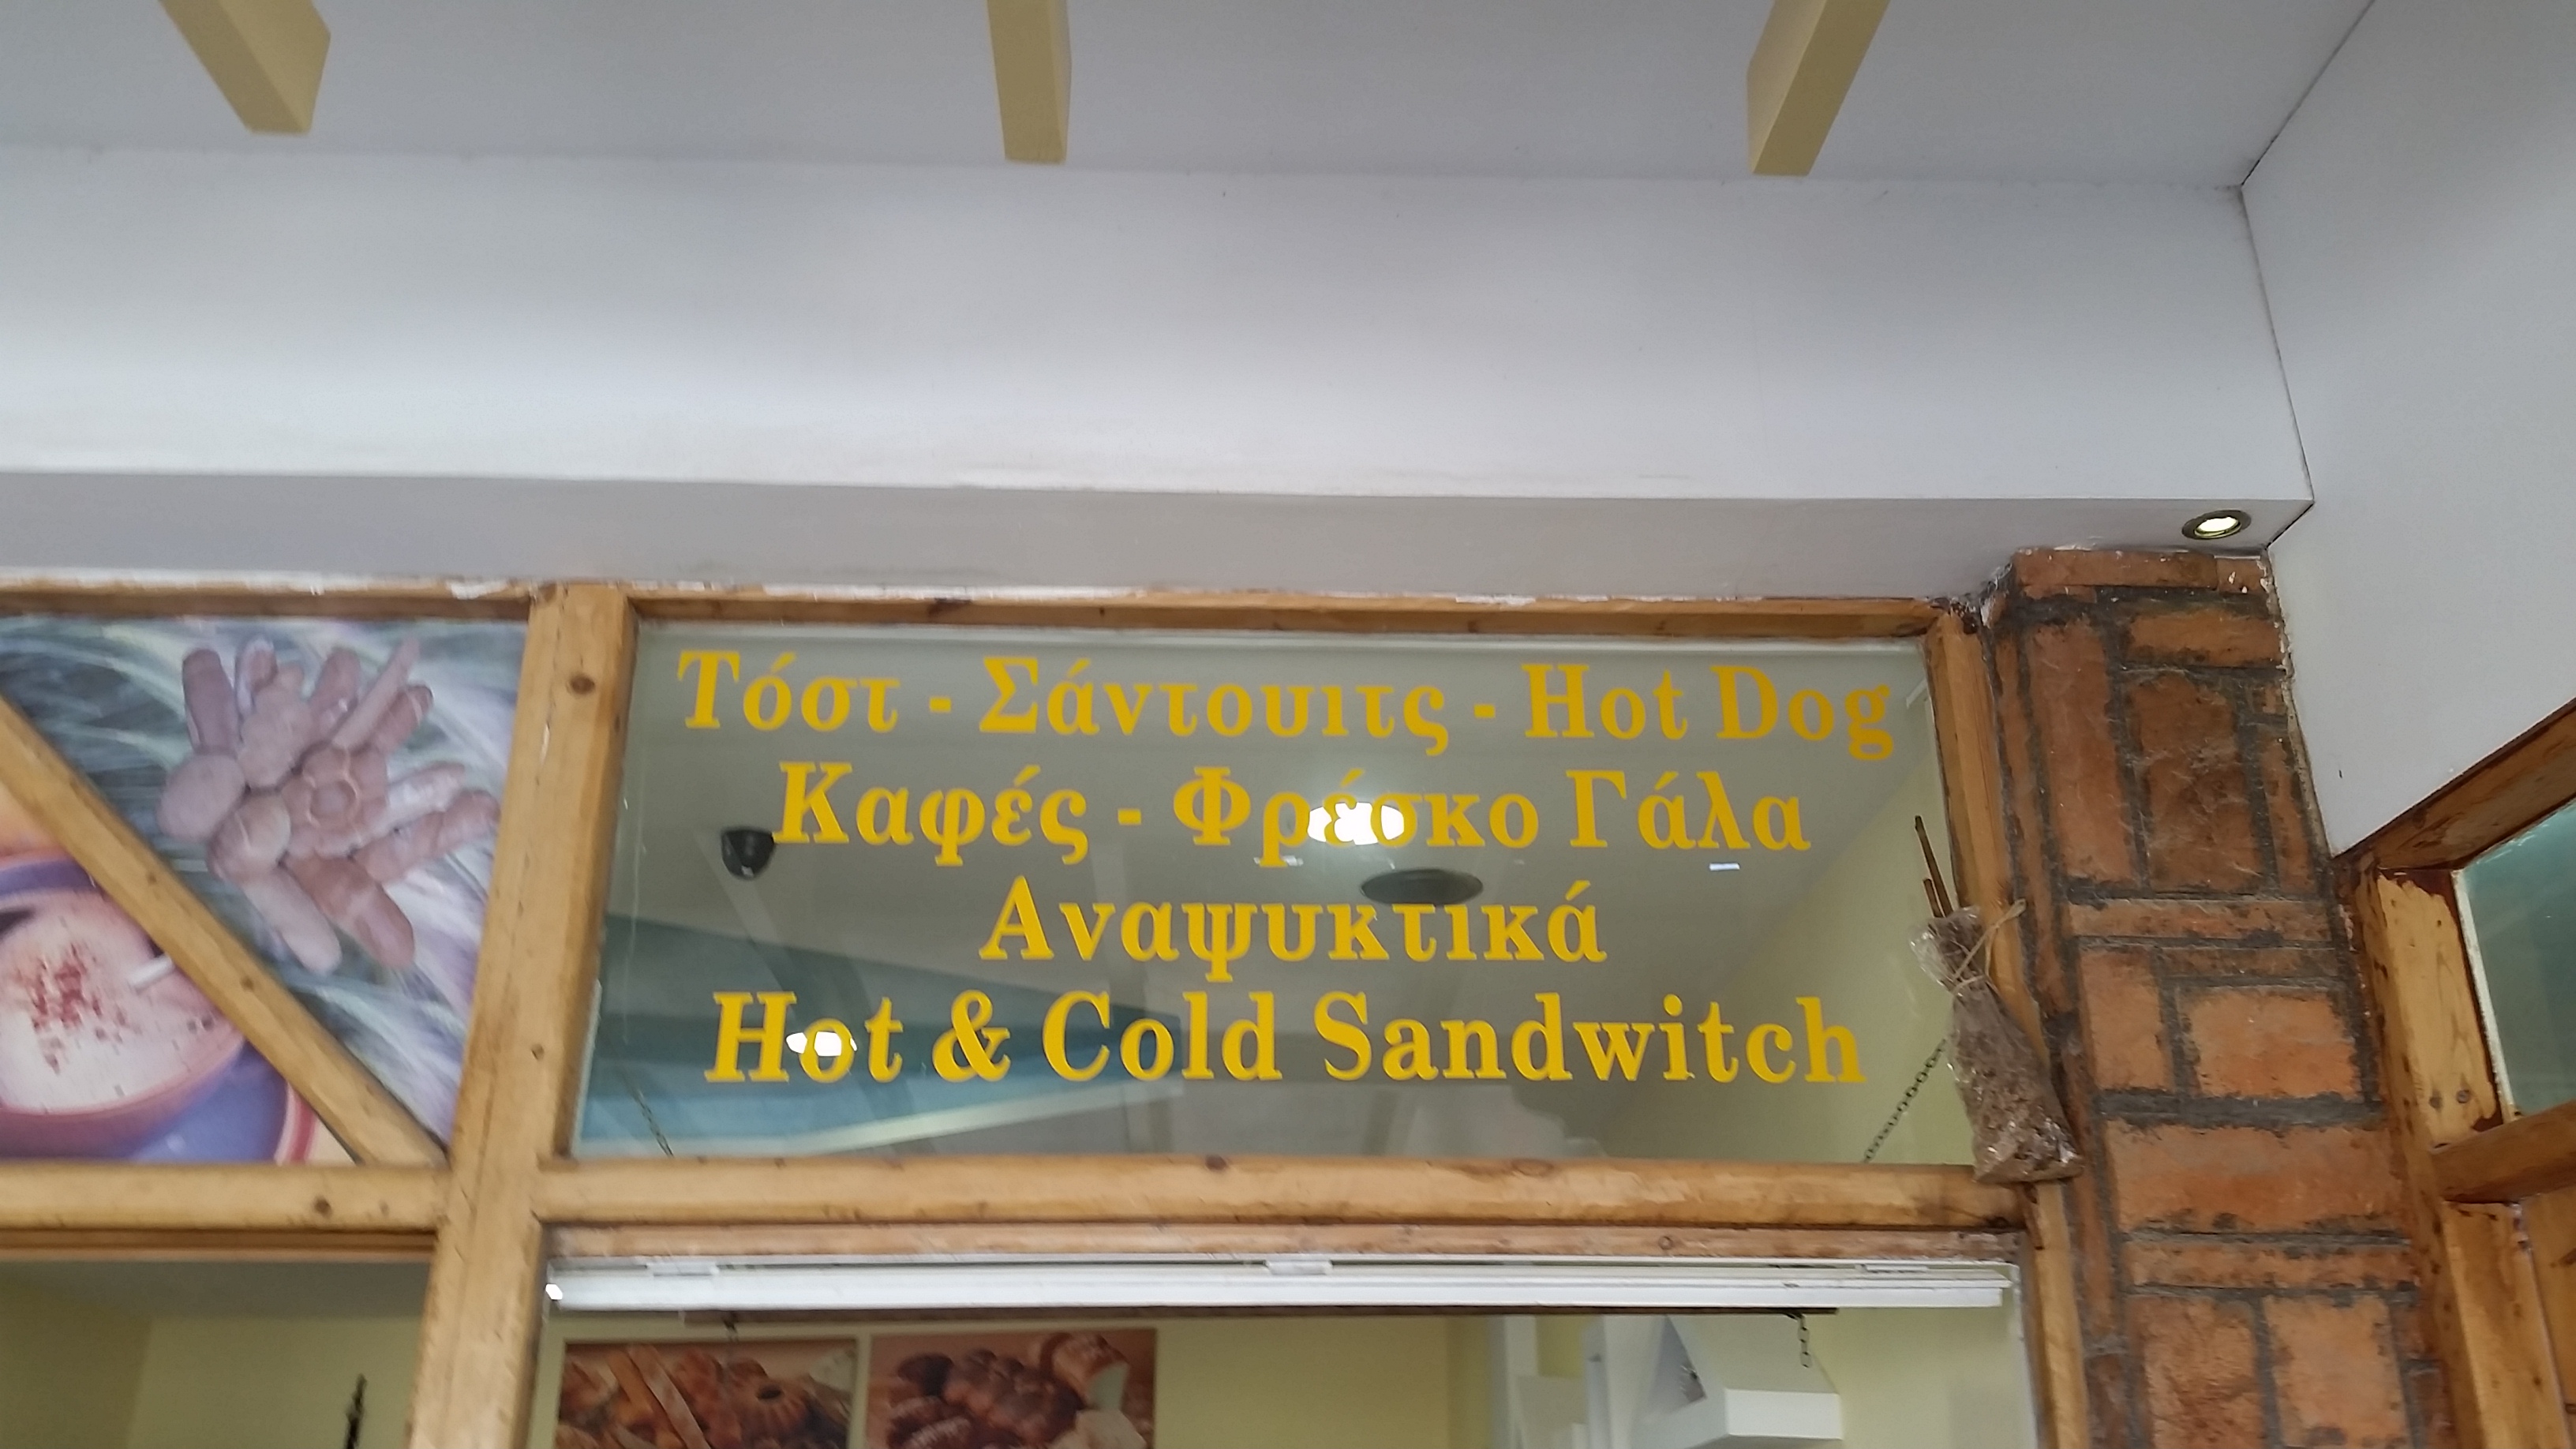 Τόστ - Σάντουιτς - Hot Dog
Καφές - Φρέσκο Γάλα
Αναψυκτικά
Hot & Cold Sandwitch